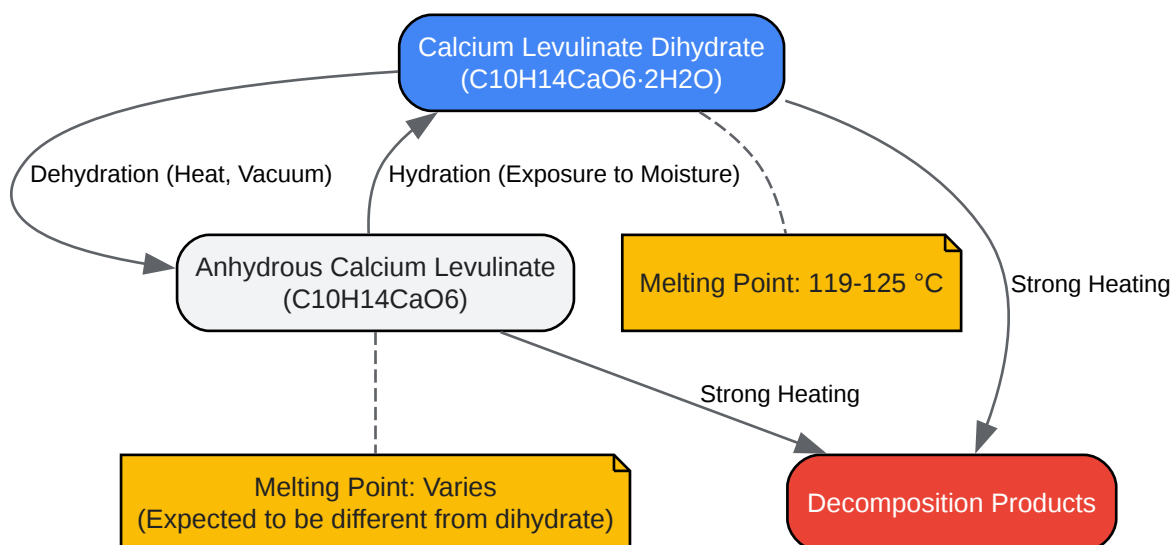 Calcium Levulinate Dihydrate
(C10H14CaO6·2H2O)
Dehydration (Heat, Vacuum)
Hydration (Exposure to Moisture)
Anhydrous Calcium Levulinate
(C10H14CaO6)
Melting Point: 119-125 °C
Strong Heating
Strong Heating
Melting Point: Varies
(Expected to be different from dihydrate)
Decomposition Products